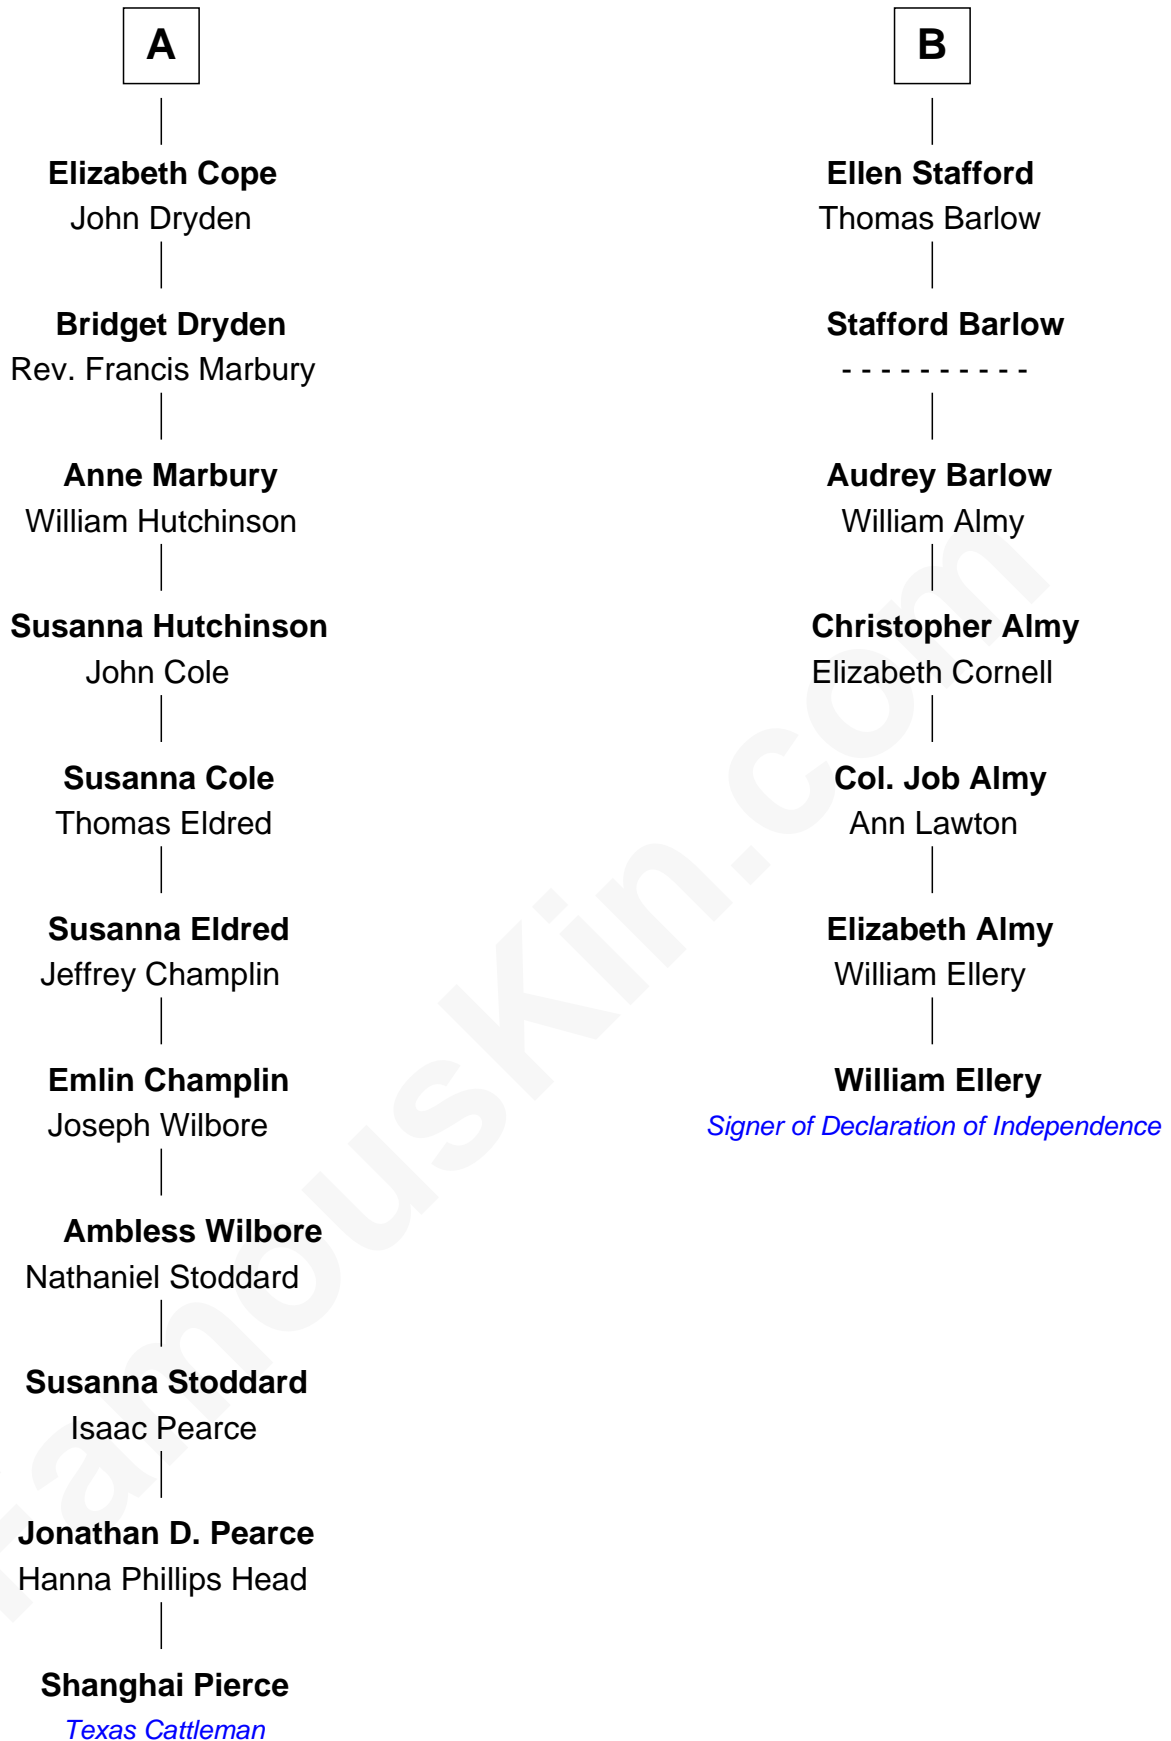 A
Elizabeth Cope
John Dryden
Bridget Dryden
Rev. Francis Marbury
Anne Marbury
William Hutchinson
Susanna Hutchinson
John Cole
Susanna Cole
Thomas Eldred
Susanna Eldred
Jeffrey Champlin
Emlin Champlin
Joseph Wilbore
Ambless Wilbore
Nathaniel Stoddard
Susanna Stoddard
Isaac Pearce
Jonathan D. Pearce
Hanna Phillips Head
Shanghai Pierce
Texas Cattleman
B
Ellen Stafford
Thomas Barlow
Stafford Barlow
- - - - - - - - - -
Audrey Barlow
William Almy
Christopher Almy
Elizabeth Cornell
Col. Job Almy
Ann Lawton
Elizabeth Almy
William Ellery
William Ellery
Signer of Declaration of Independence
FamousKin.com